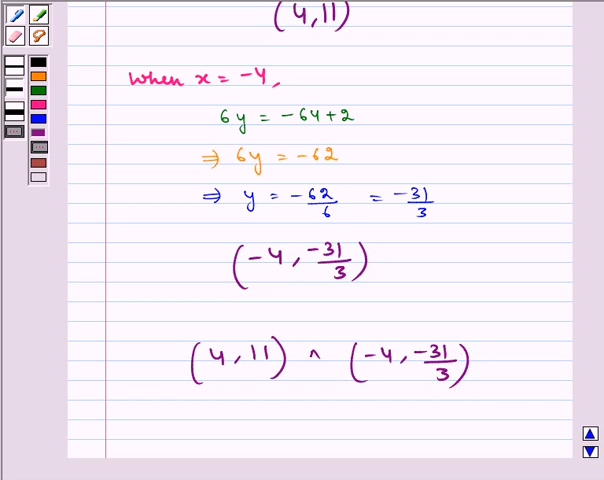 (4, 11)
When x = -4,
6y = -64+2
⇒ 6y = -62
⇒ y = -62/6 = -31/3
(-4, -31/3)
(4, 11) ^ (-4, -31/3)